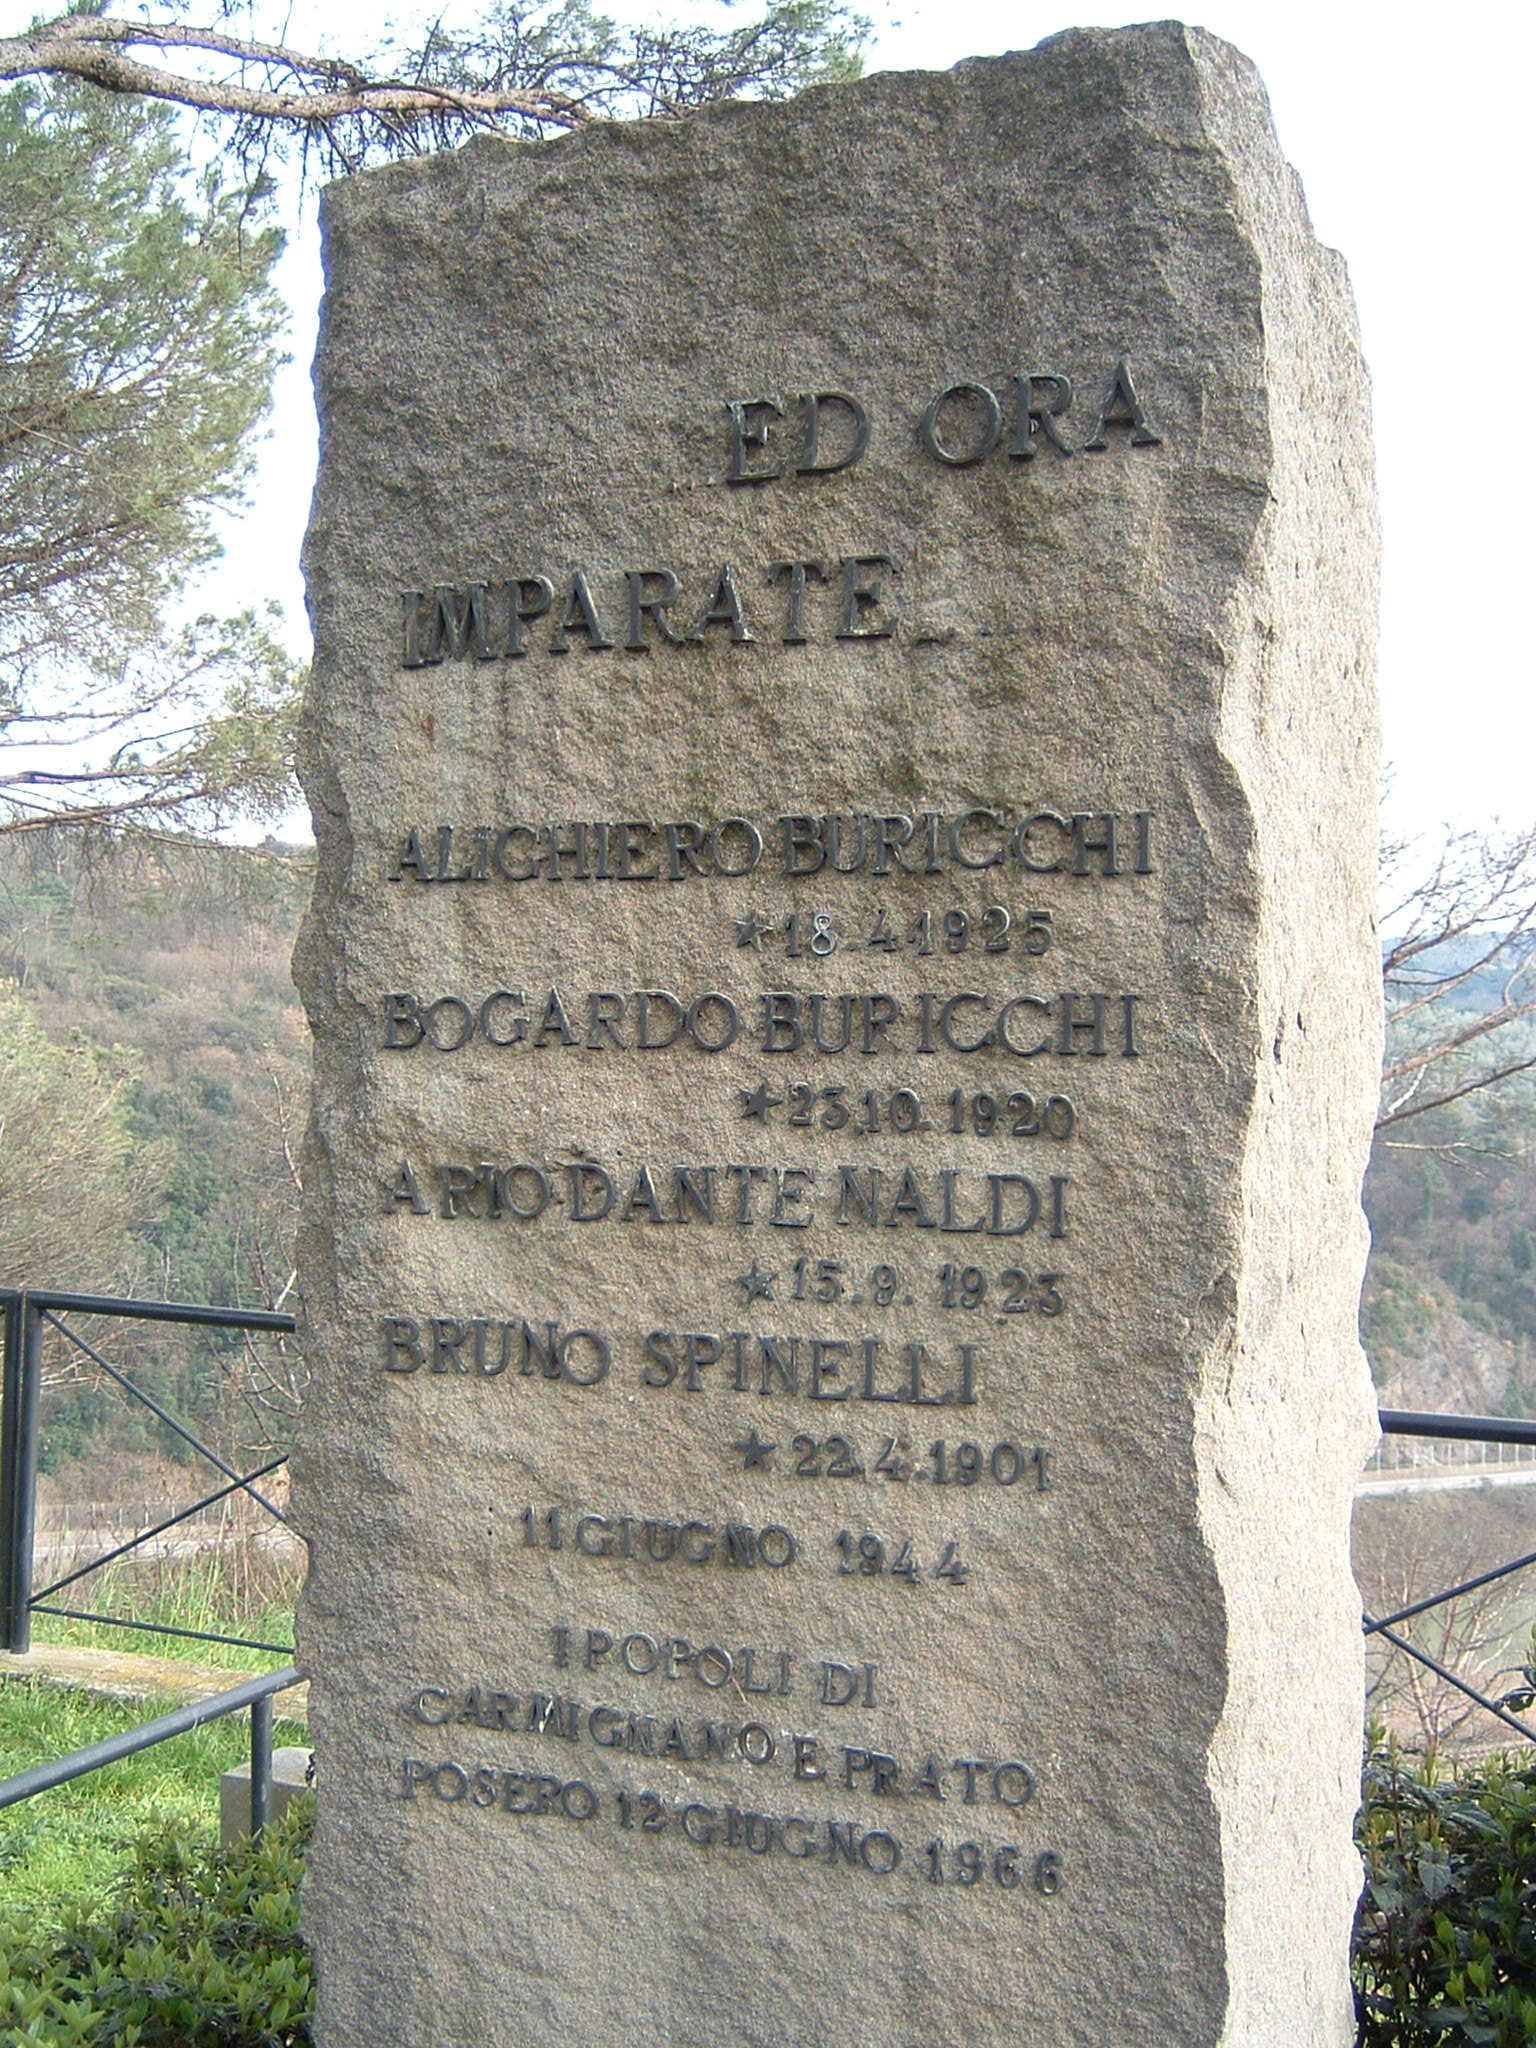 ... ED ORA
IMPARATE ....
ALIGHIERO BURICCHI
★18.4.1925
BOGARDO BURICCHI
★23.10.1920
ARIODANTE NALDI
★15.9.1923
BRUNO SPINELLI
★22.4.1901
11 GIUGNO 1944
I POPOLI DI
CARMIGNANO E PRATO
POSERO 12 GIUGNO 1966